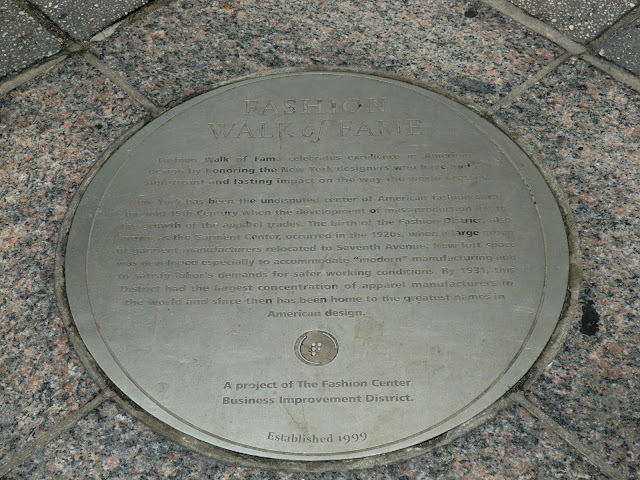 FASHION
WALK of FAME
Fashion Walk of Fame celebrates excellence in American
design by honoring the New York designers who have had
significant and lasting impact on the way the world
New York has been the undisputed center of American fashion
the mid 19th Century when the development of mass-production led to
growth of the apparel trades. The birth of the Fashion District, also
as the Garment Center, occurred in the 1920s, when a large
of garment manufacturers relocated to Seventh Avenue. New loft space
was developed especially to accommodate "modern" manufacturing and
to satisfy labor's demands for safer working conditions. By 1931, this
District had the largest concentration of apparel manufacturers in
the world and since then has been home to the greatest names in
American design.
A project of The Fashion Center
Business Improvement District.
Established 1999